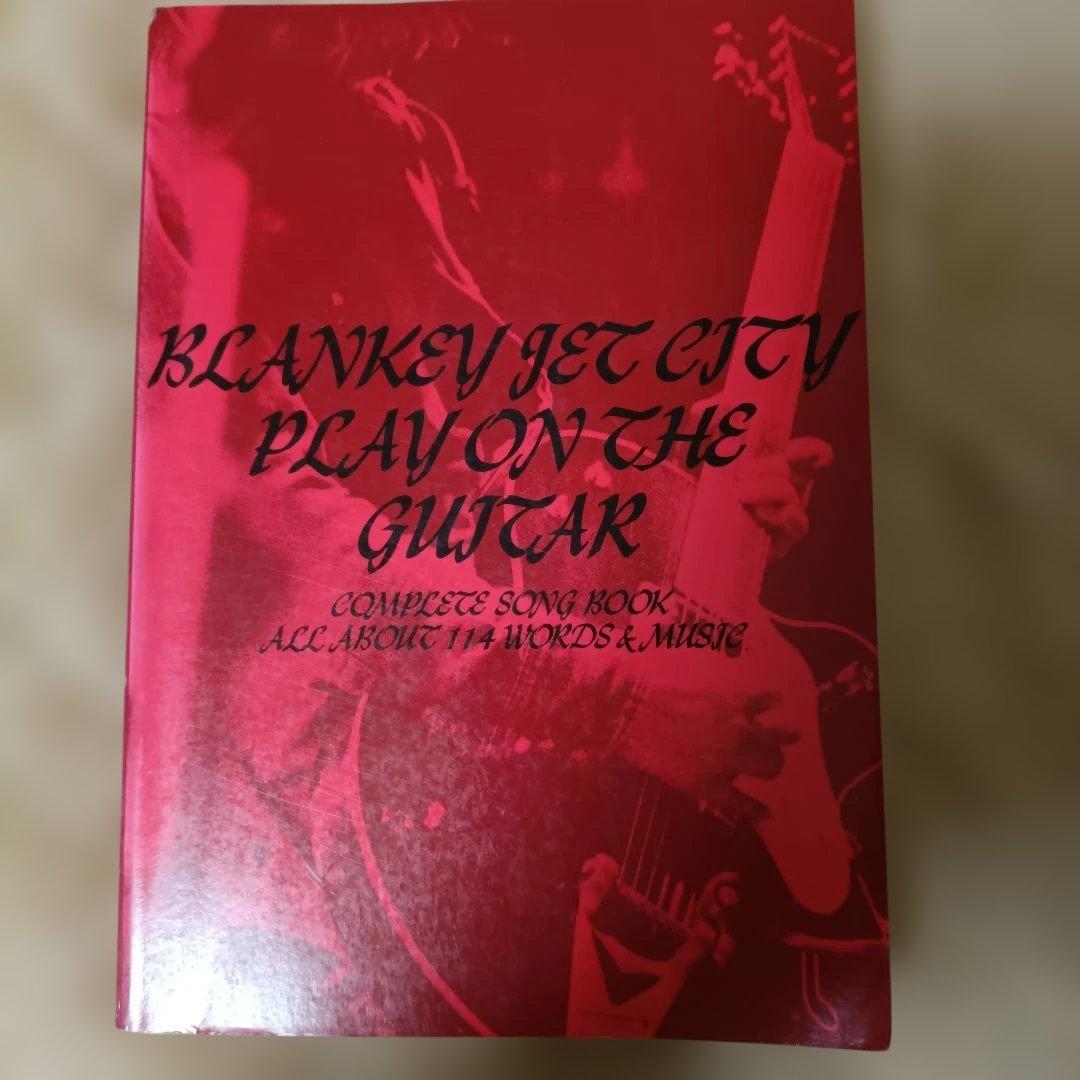 BLANKEY JET CITY
PLAY ON THE
GUITAR
COMPLETE SONG BOOK
ALL ABOUT 114 WORDS & MUSIC